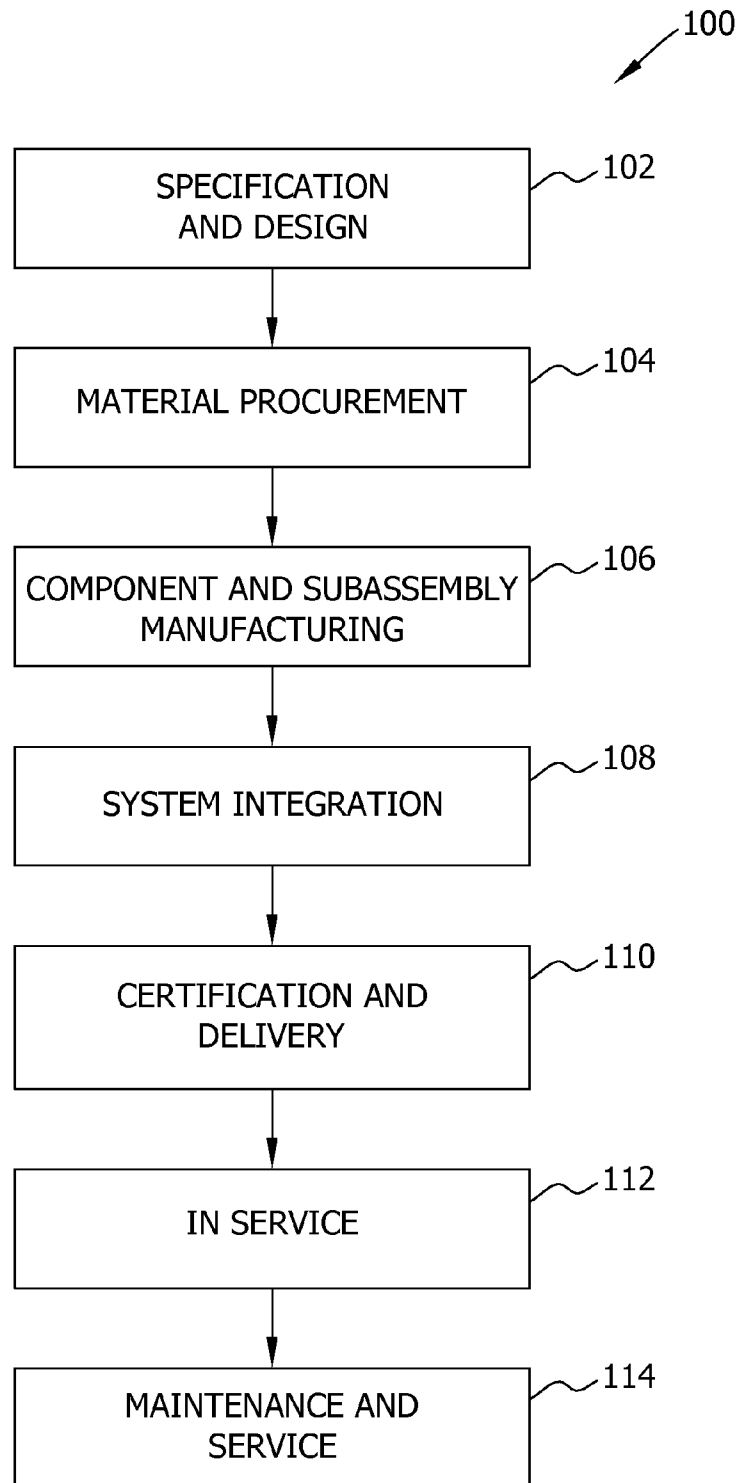 100
SPECIFICATION
AND DESIGN
102
MATERIAL PROCUREMENT
104
COMPONENT AND SUBASSEMBLY
MANUFACTURING
106
SYSTEM INTEGRATION
108
CERTIFICATION AND
DELIVERY
110
IN SERVICE
112
MAINTENANCE AND
SERVICE
114